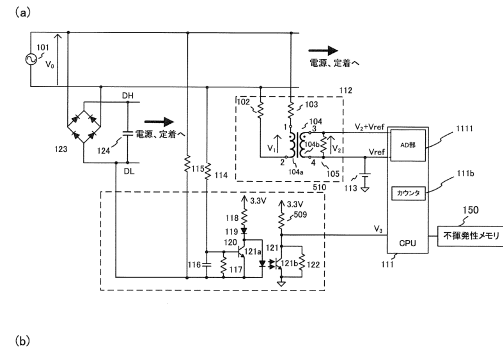 (a)
101
V0
電源、定着へ
112
DH
電源、定着へ
102
103
104
1
3
V2+Vref
AD部
1111
123
124
V1
104b
V2
Vref
2
4
DL
104a
105
113
カウンタ
111b
115
114
510
3.3V
3.3V
118
509
150
119
V3
不揮発性メモリ
120
121a
121
CPU
116
117
121b
122
111
(b)